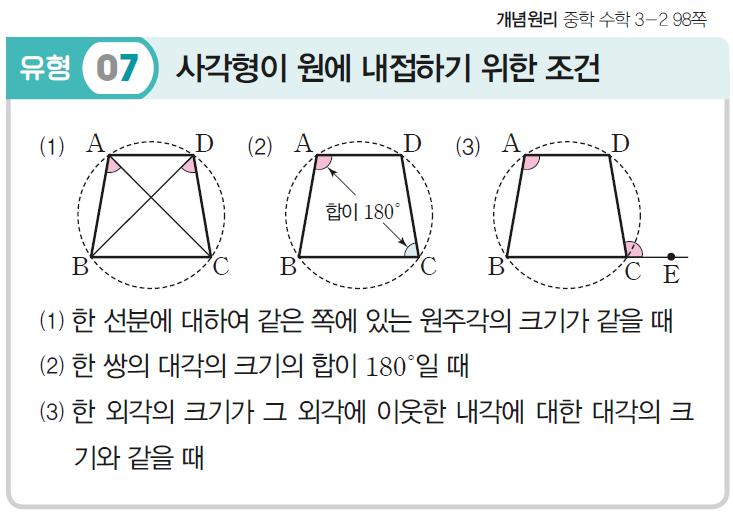 개념원리 중학 수학 3-2 98쪽
유형 07 사각형이 원에 내접하기 위한 조건
(1) A D (2) A D (3) A D
합이 180°
B C B C B C E
(1) 한 선분에 대하여 같은 쪽에 있는 원주각의 크기가 같을 때
(2) 한 쌍의 대각의 크기의 합이 180°일 때
(3) 한 외각의 크기가 그 외각에 이웃한 내각에 대한 대각의 크
기와 같을 때